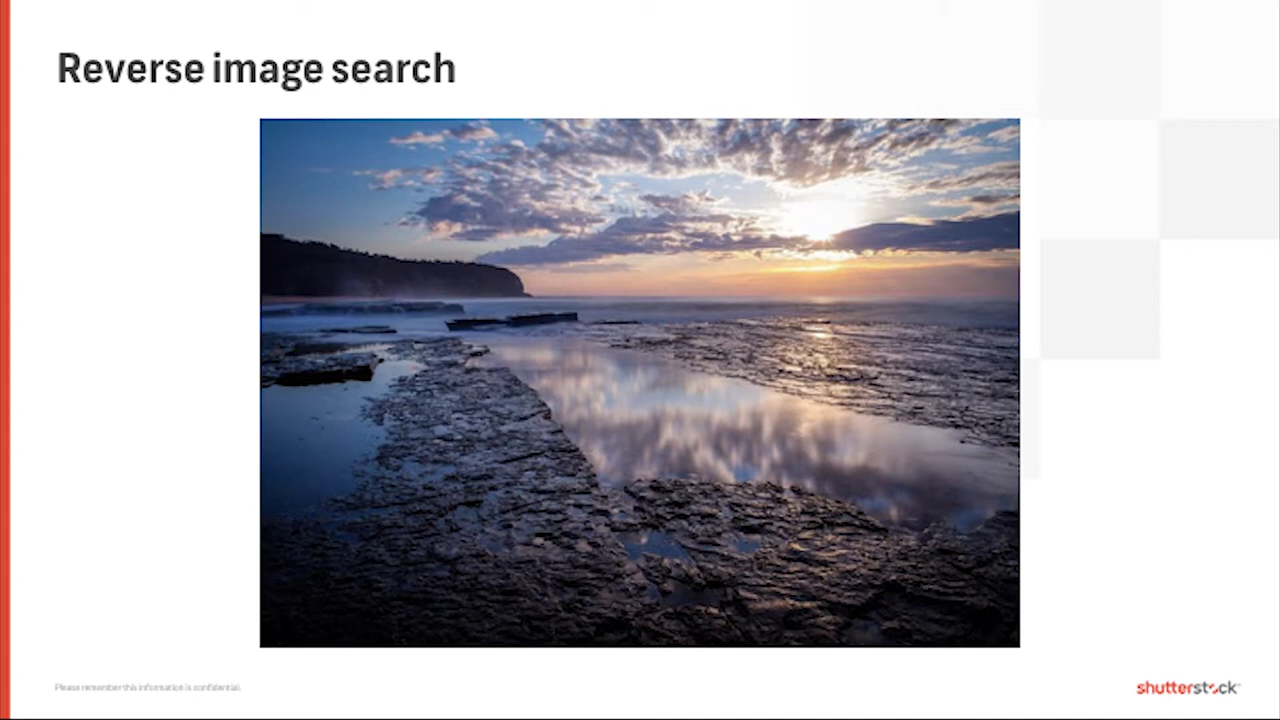 Reverse image search
Please remember this information is confidential.
shutterstock